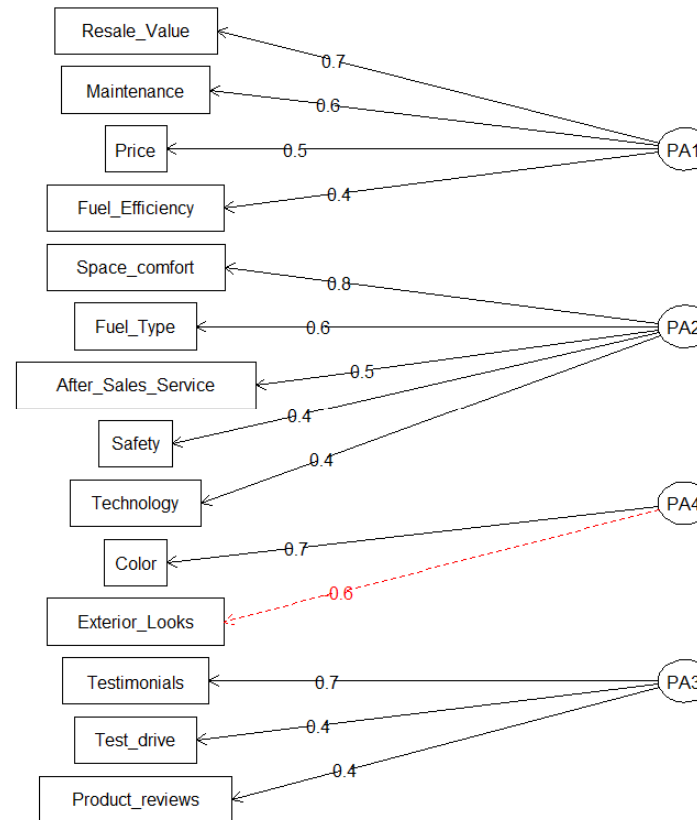 Resale_Value
0.7
Maintenance
0.6
Price
0.5
PA1
0.4
Fuel_Efficiency
Space_comfort
0.8
Fuel_Type
0.6
PA2
After_Sales_Service
0.5
Safety
0.4
0.4
Technology
PA4
Color
0.7
-0.6
Exterior_Looks
Testimonials
0.7
PA3
Test_drive
0.4
0.4
Product_reviews